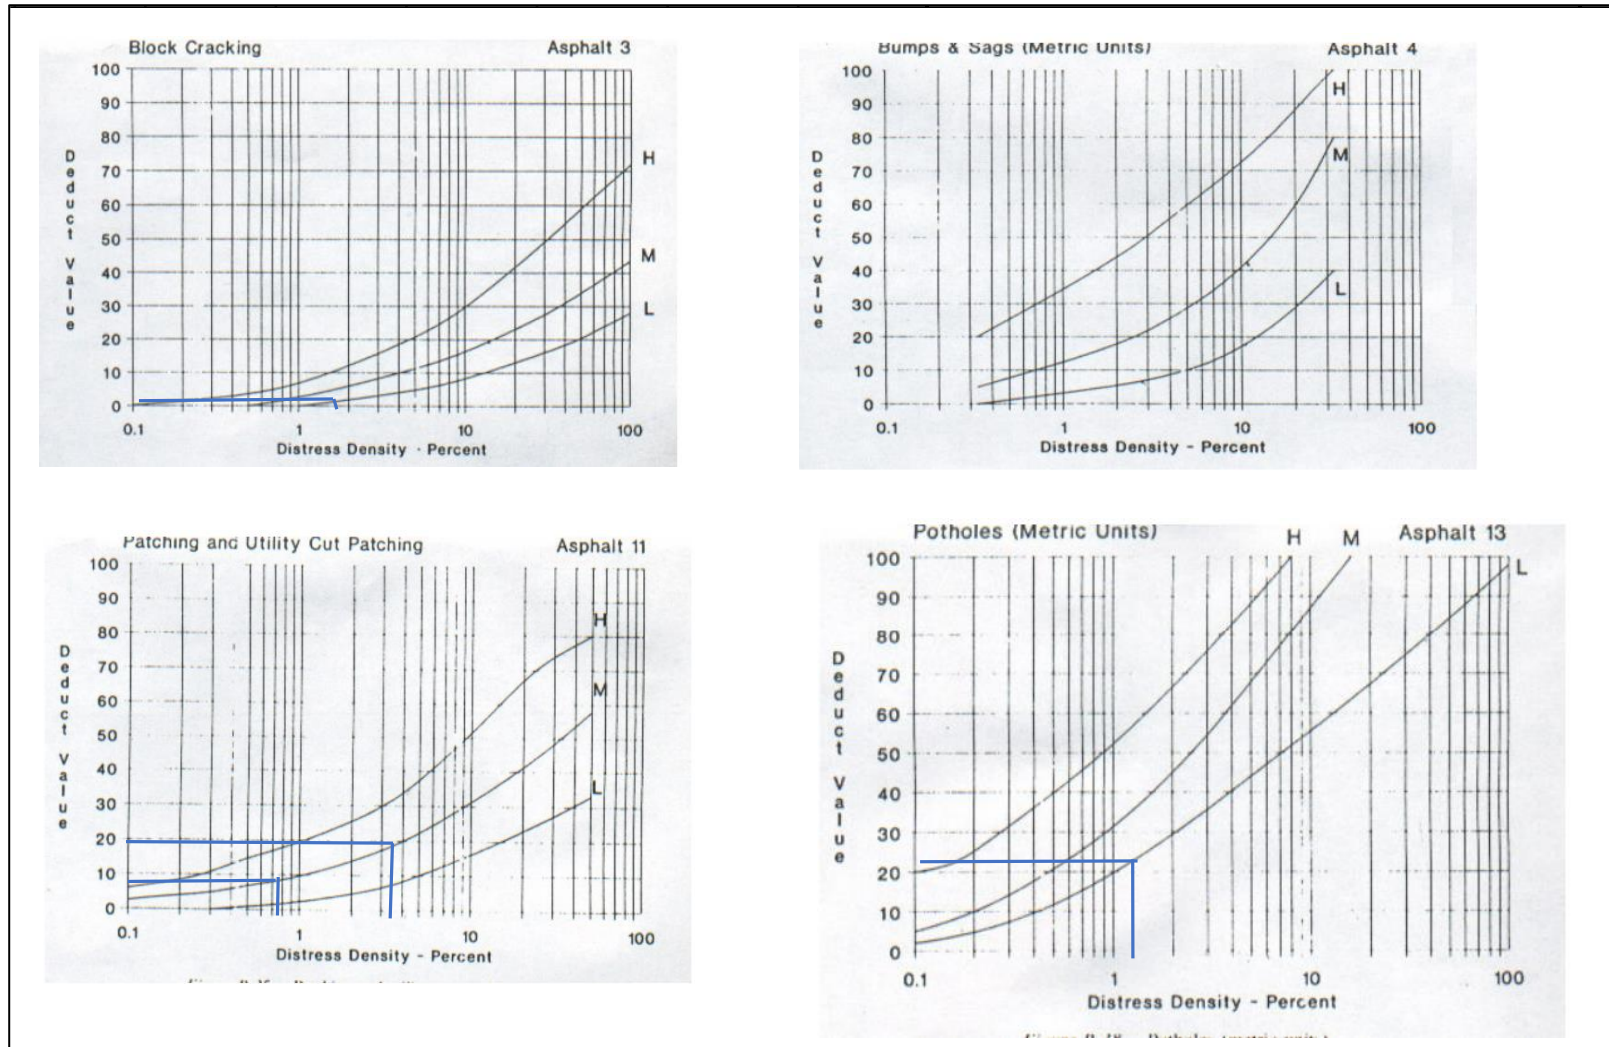 Block Cracking Asphalt 3
100
90
80
70
60
50
40
30
20
10
0
Deduct Value
H
M
L
0.1 1 10 100
Distress Density - Percent
Bumps & Sags (Metric Units) Asphalt 4
100
90
80
70
60
50
40
30
20
10
0
Deduct Value
H
M
L
0.1 1 10 100
Distress Density - Percent
Patching and Utility Cut Patching Asphalt 11
100
90
80
70
60
50
40
30
20
10
0
Deduct Value
H
M
L
0.1 1 10 100
Distress Density - Percent
Potholes (Metric Units) Asphalt 13
H M
L
100
90
80
70
60
50
40
30
20
10
0
Deduct Value
0.1 1 10 100
Distress Density - Percent